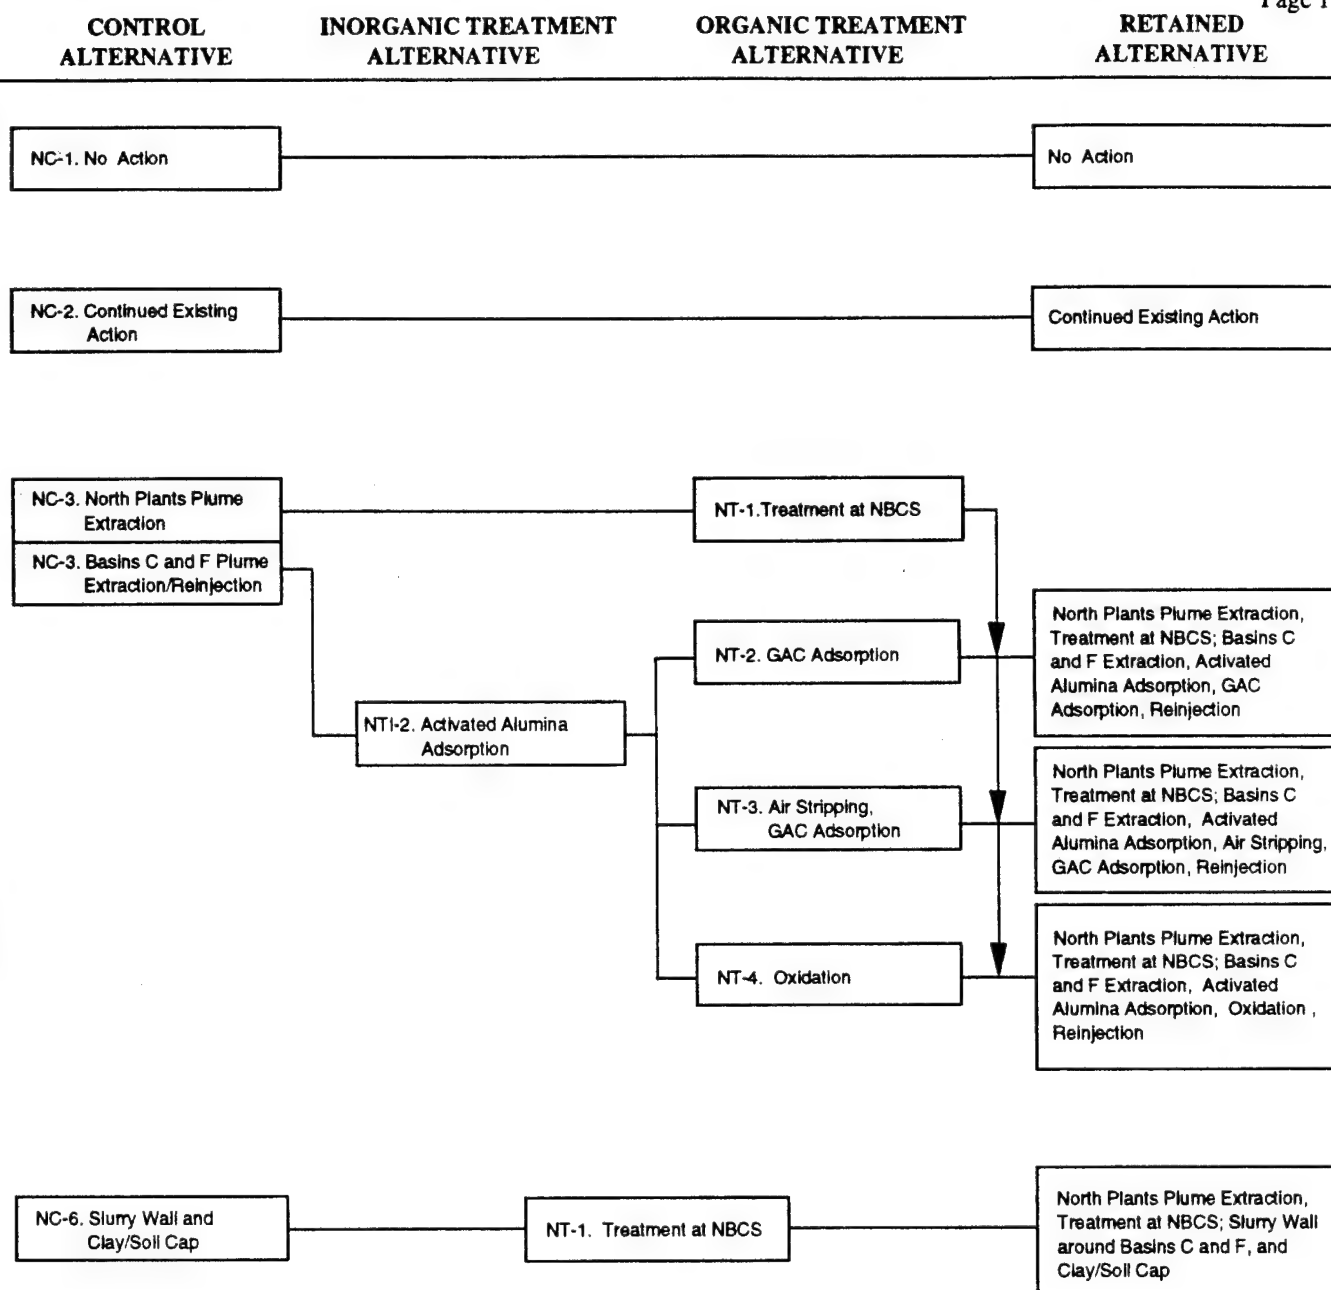 Page 1
CONTROL
ALTERNATIVE
INORGANIC TREATMENT
ALTERNATIVE
ORGANIC TREATMENT
ALTERNATIVE
RETAINED
ALTERNATIVE
NC-1. No Action
No Action
NC-2. Continued Existing
Action
Continued Existing Action
NC-3. North Plants Plume
Extraction
NT-1.Treatment at NBCS
NC-3. Basins C and F Plume
Extraction/Reinjection
NTI-2. Activated Alumina
Adsorption
NT-2. GAC Adsorption
North Plants Plume Extraction,
Treatment at NBCS; Basins C
and F Extraction, Activated
Alumina Adsorption, GAC
Adsorption, Reinjection
NT-3. Air Stripping,
GAC Adsorption
North Plants Plume Extraction,
Treatment at NBCS; Basins C
and F Extraction, Activated
Alumina Adsorption, Air Stripping,
GAC Adsorption, Reinjection
NT-4. Oxidation
North Plants Plume Extraction,
Treatment at NBCS; Basins C
and F Extraction, Activated
Alumina Adsorption, Oxidation ,
Reinjection
NC-6. Slurry Wall and
Clay/Soil Cap
NT-1. Treatment at NBCS
North Plants Plume Extraction,
Treatment at NBCS; Slurry Wall
around Basins C and F, and
Clay/Soil Cap